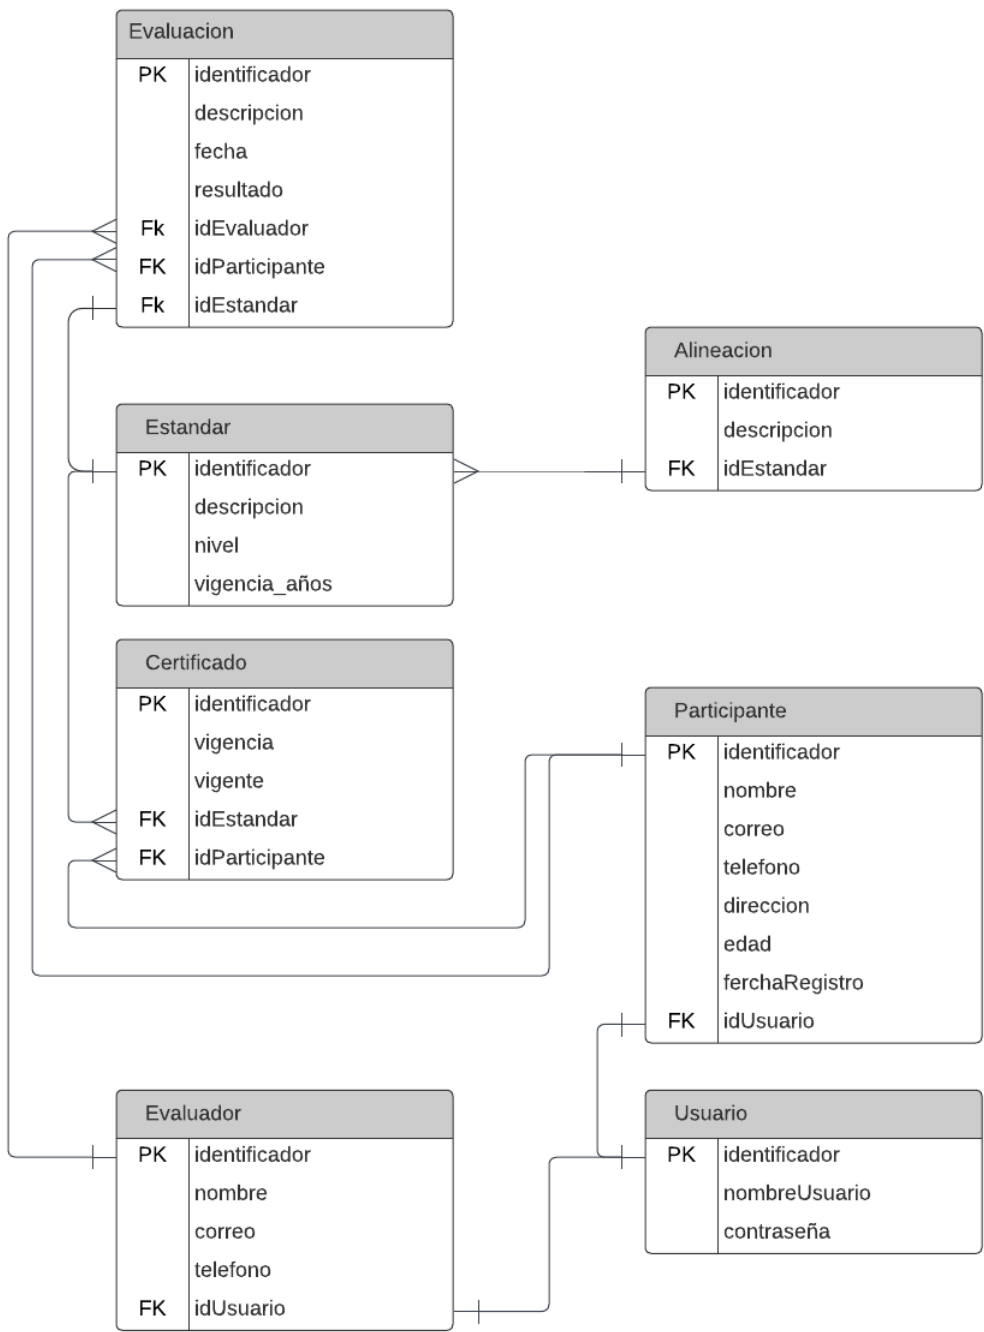 Evaluacion
PK identificador
descripcion
fecha
resultado
Fk idEvaluador
FK idParticipante
Fk idEstandar
Alineacion
PK identificador
descripcion
FK idEstandar
Estandar
PK identificador
descripcion
nivel
vigencia_años
Certificado
PK identificador
vigencia
vigente
FK idEstandar
FK idParticipante
Participante
PK identificador
nombre
correo
telefono
direccion
edad
ferchaRegistro
FK idUsuario
Evaluador
PK identificador
nombre
correo
telefono
FK idUsuario
Usuario
PK identificador
nombreUsuario
contraseña